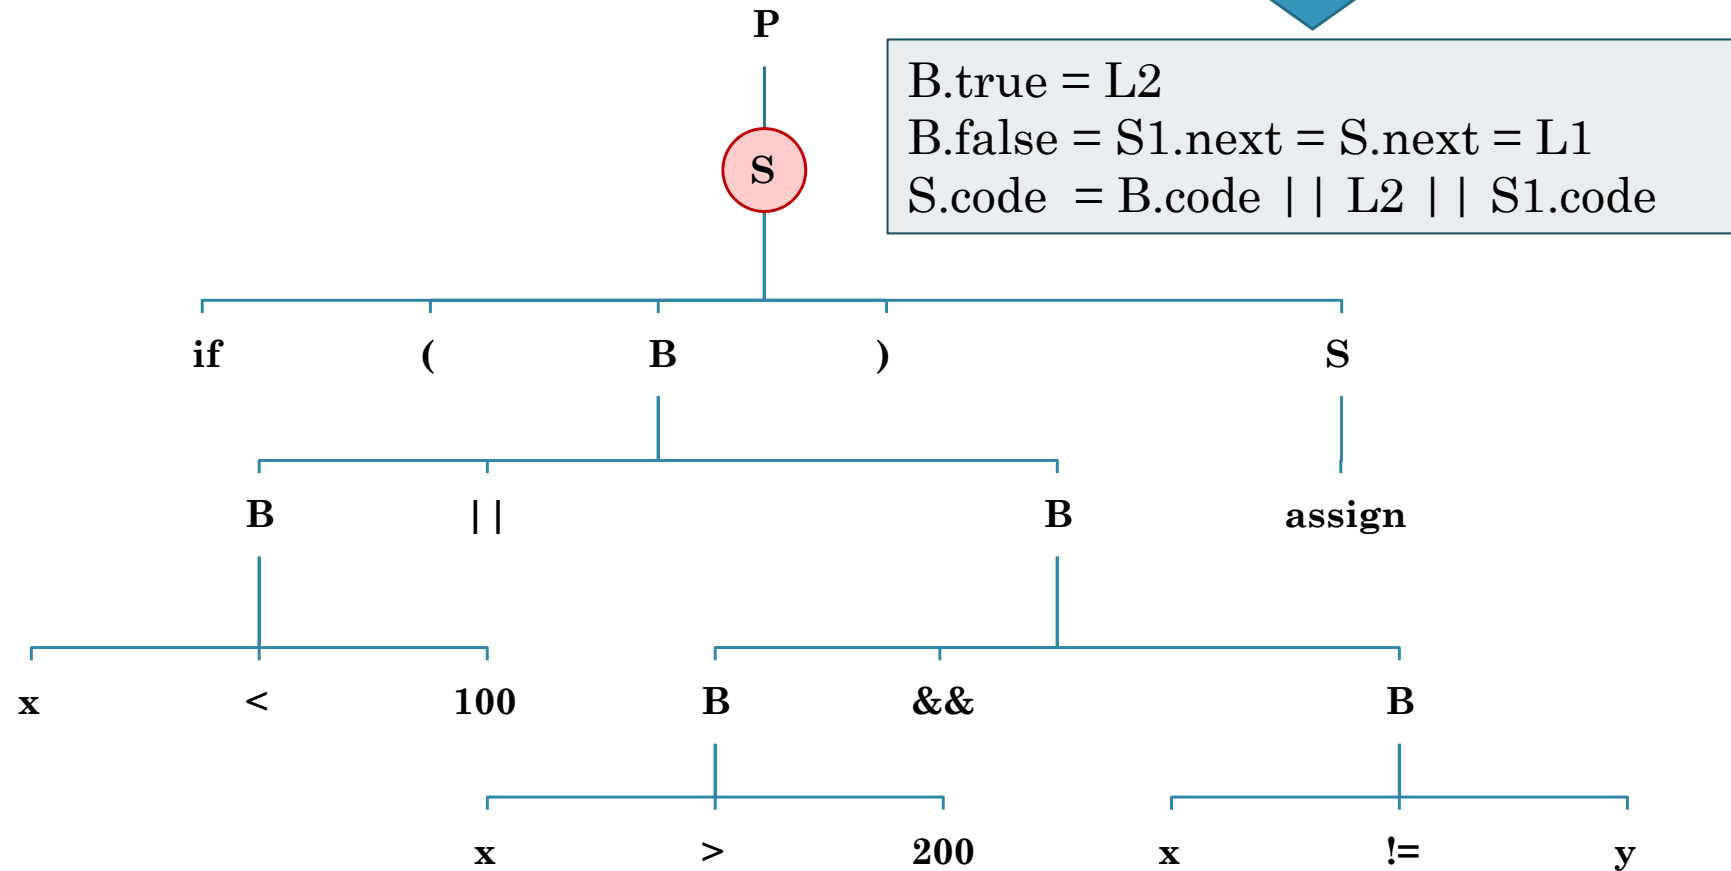 P
B.true = L2
B.false = S1.next = S.next = L1
S.code = B.code || L2 || S1.code
S
if ( B ) S
B || B assign
x < 100 B && B
x > 200 x != y